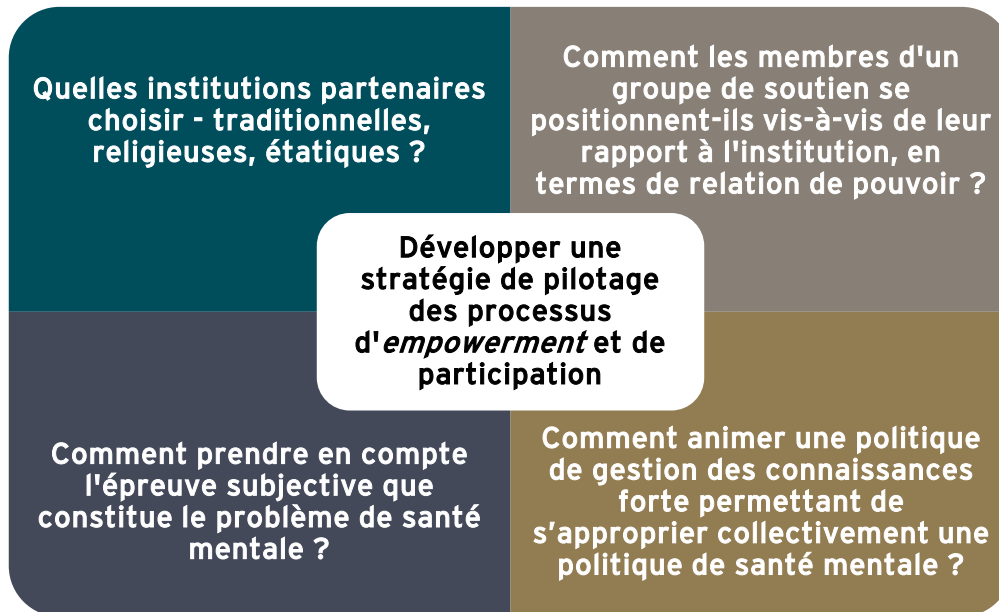 Quelles institutions partenaires
choisir - traditionnelles,
religieuses, étatiques ?
Comment les membres d'un
groupe de soutien se
positionnent-ils vis-à-vis de leur
rapport à l'institution, en
termes de relation de pouvoir ?
Développer une
stratégie de pilotage
des processus
d'empowerment et de
participation
Comment prendre en compte
l'épreuve subjective que
constitue le problème de santé
mentale ?
Comment animer une politique
de gestion des connaissances
forte permettant de
s’approprier collectivement une
politique de santé mentale ?